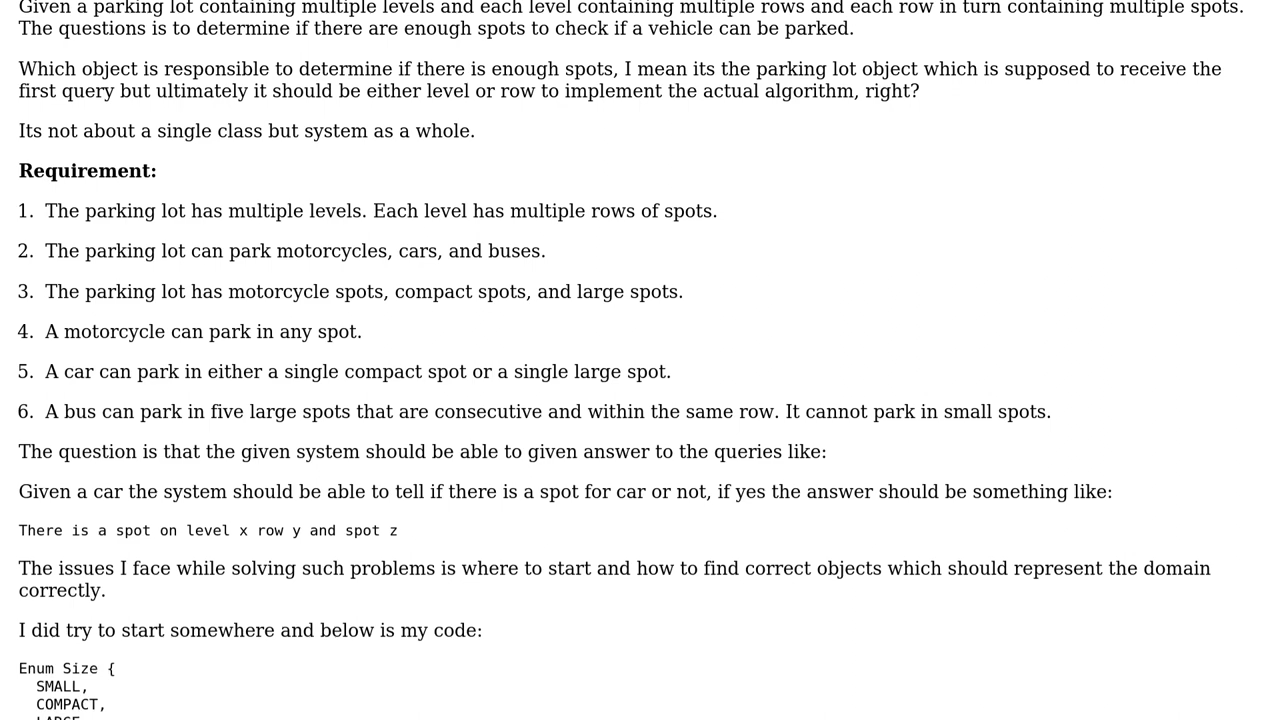 Given a parking lot containing multiple levels and each level containing multiple rows and each row in turn containing multiple spots.
The questions is to determine if there are enough spots to check if a vehicle can be parked.
Which object is responsible to determine if there is enough spots, I mean its the parking lot object which is supposed to receive the
first query but ultimately it should be either level or row to implement the actual algorithm, right?
Its not about a single class but system as a whole.
Requirement:
1. The parking lot has multiple levels. Each level has multiple rows of spots.
2. The parking lot can park motorcycles, cars, and buses.
3. The parking lot has motorcycle spots, compact spots, and large spots.
4. A motorcycle can park in any spot.
5. A car can park in either a single compact spot or a single large spot.
6. A bus can park in five large spots that are consecutive and within the same row. It cannot park in small spots.
The question is that the given system should be able to given answer to the queries like:
Given a car the system should be able to tell if there is a spot for car or not, if yes the answer should be something like:
There is a spot on level x row y and spot z
The issues I face while solving such problems is where to start and how to find correct objects which should represent the domain
correctly.
I did try to start somewhere and below is my code:
Enum Size {
SMALL,
COMPACT,
LARGE